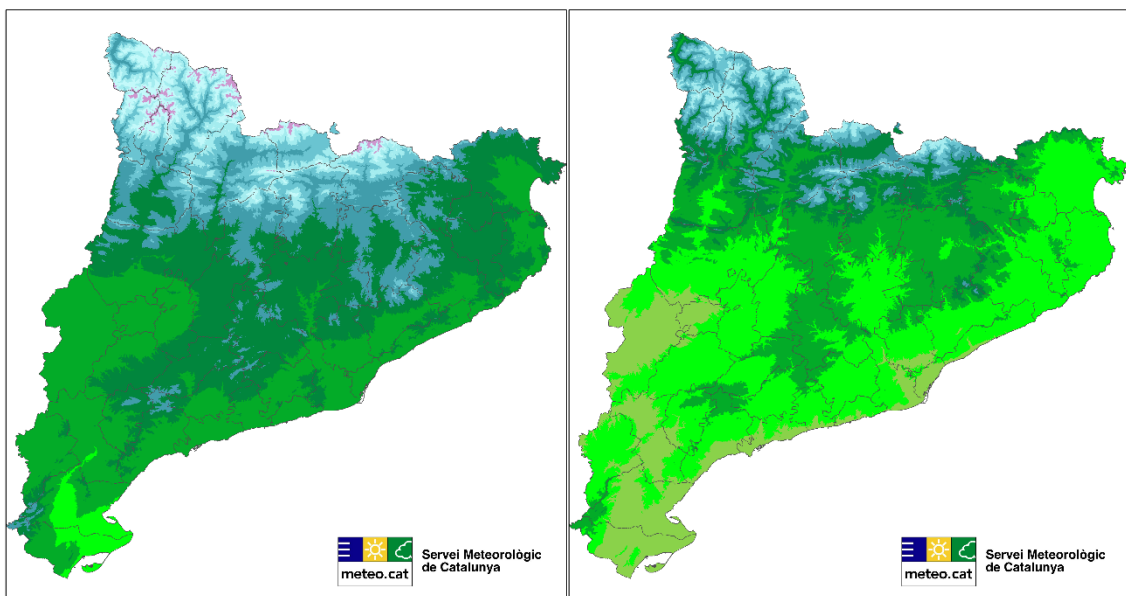 meteo.cat
Servei Meteorològic
de Catalunya
meteo.cat
Servei Meteorològic
de Catalunya